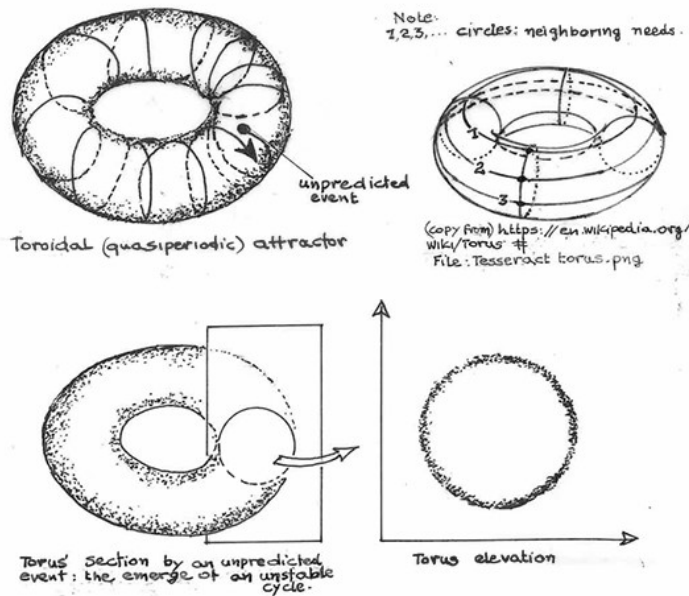 Note:
1,2,3,... circles: neighboring needs.
1
2
3
unpredicted
event
Toroidal (quasiperiodic) attractor
(copy from) https://en.wikipedia.org/
wiki/Torus #
File: Tesseract torus.png
Torus' section by an unpredicted
event: the emerge of an unstable
cycle.
Torus elevation